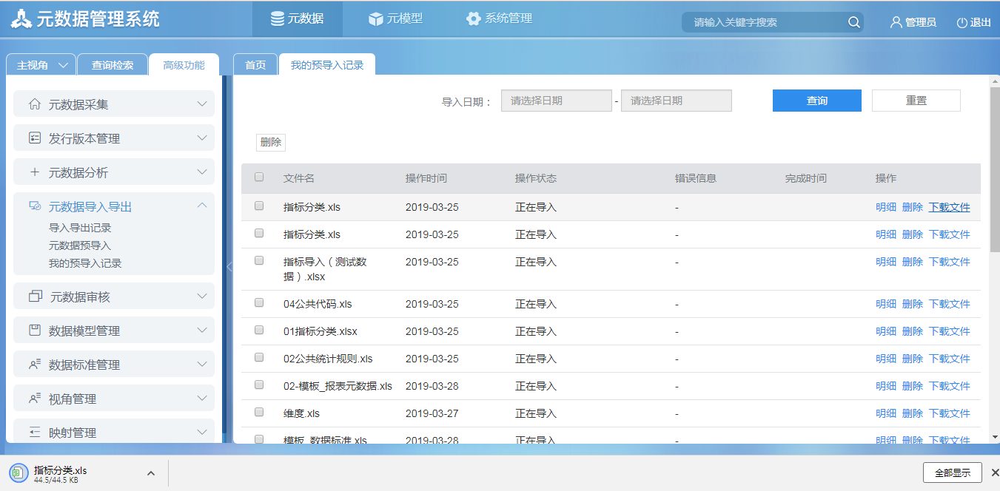 元数据管理系统
元数据
元模型
系统管理
请输入关键字搜索
管理员
退出
主视角
查询检索
高级功能
首页
我的预导入记录
元数据采集
发行版本管理
元数据分析
元数据导入导出
导入导出记录
元数据预导入
我的预导入记录
元数据审核
数据模型管理
数据标准管理
视角管理
映射管理
导入日期： 请选择日期 - 请选择日期 查询 重置
删除
文件名 操作时间 操作状态 错误信息 完成时间 操作
指标分类.xls 2019-03-25 正在导入 - 明细 删除 下载文件
指标分类.xls 2019-03-25 正在导入 - 明细 删除 下载文件
指标导入（测试数 2019-03-25 正在导入 - 明细 删除 下载文件
据）.xlsx
04公共代码.xls 2019-03-25 正在导入 - 明细 删除 下载文件
01指标分类.xlsx 2019-03-25 正在导入 - 明细 删除 下载文件
02公共统计规则.xls 2019-03-25 正在导入 - 明细 删除 下载文件
02-模板_报表元数据.xls 2019-03-28 正在导入 - 明细 删除 下载文件
维度.xls 2019-03-27 正在导入 - 明细 删除 下载文件
模板_数据标准.xls 2019-03-28 正在导入 - 明细 删除 下载文件
指标分类.xls
44.5/44.5 KB
全部显示